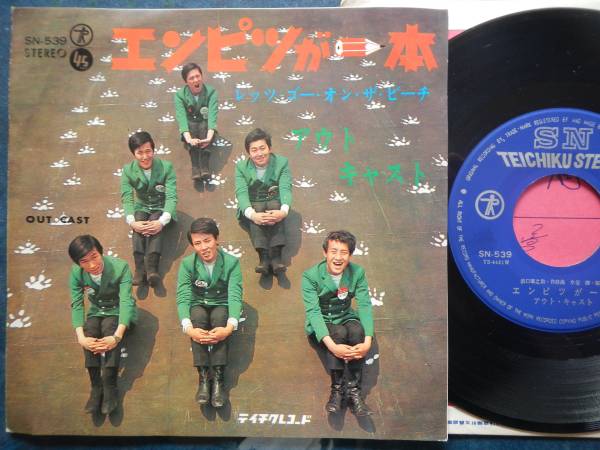 SN-539
STEREO
45
エンピツが一本
レッツ・ゴー・オン・ザ・ビーチ
アウト
キャスト
OUT CAST
テイチクレコード
SN
TEICHIKU STE
SN-539
エンピツが一
アウト・キャスト